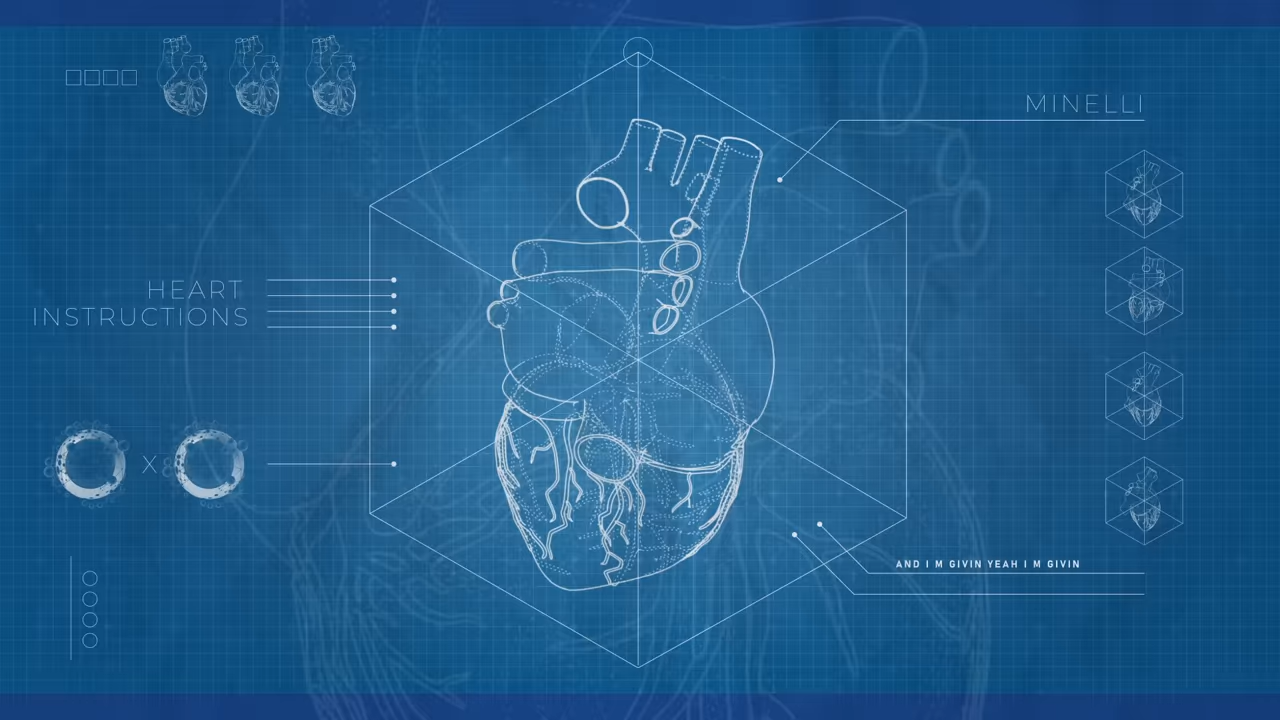 MINELLI
HEART
INSTRUCTIONS
X
AND I M GIVIN YEAH I M GIVIN